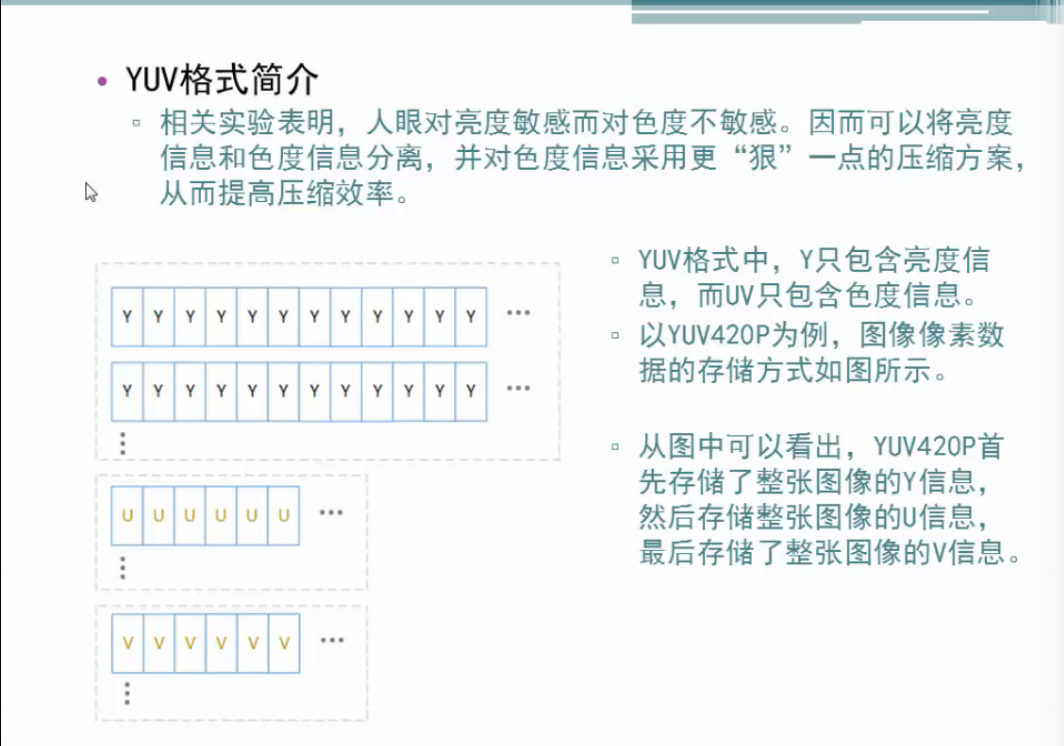 YUV格式简介
相关实验表明，人眼对亮度敏感而对色度不敏感。因而可以将亮度
信息和色度信息分离，并对色度信息采用更“狠”一点的压缩方案，
从而提高压缩效率。
YUV格式中，Y只包含亮度信
息，而UV只包含色度信息。
以YUV420P为例，图像像素数
据的存储方式如图所示。
从图中可以看出，YUV420P首
先存储了整张图像的Y信息，
然后存储整张图像的U信息，
最后存储了整张图像的V信息。
Y Y Y Y Y Y Y Y Y Y Y Y ...
Y Y Y Y Y Y Y Y Y Y Y Y ...
U U U U U U ...
V V V V V V ...